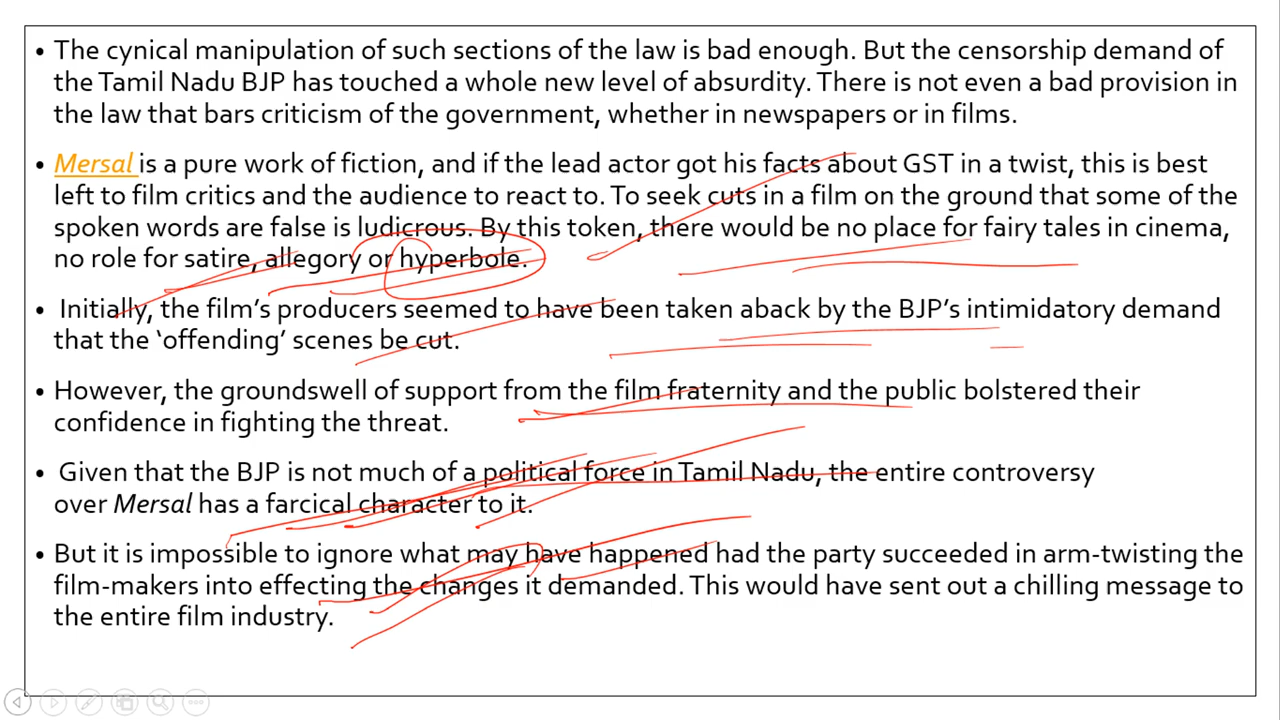 • The cynical manipulation of such sections of the law is bad enough. But the censorship demand of
the Tamil Nadu BJP has touched a whole new level of absurdity. There is not even a bad provision in
the law that bars criticism of the government, whether in newspapers or in films.
• Mersal is a pure work of fiction, and if the lead actor got his facts about GST in a twist, this is best
left to film critics and the audience to react to. To seek cuts in a film on the ground that some of the
spoken words are false is ludicrous. By this token, there would be no place for fairy tales in cinema,
no role for satire, allegory or hyperbole.
• Initially, the film’s producers seemed to have been taken aback by the BJP’s intimidatory demand
that the ‘offending’ scenes be cut.
• However, the groundswell of support from the film fraternity and the public bolstered their
confidence in fighting the threat.
• Given that the BJP is not much of a political force in Tamil Nadu, the entire controversy
over Mersal has a farcical character to it.
• But it is impossible to ignore what may have happened had the party succeeded in arm-twisting the
film-makers into effecting the changes it demanded. This would have sent out a chilling message to
the entire film industry.